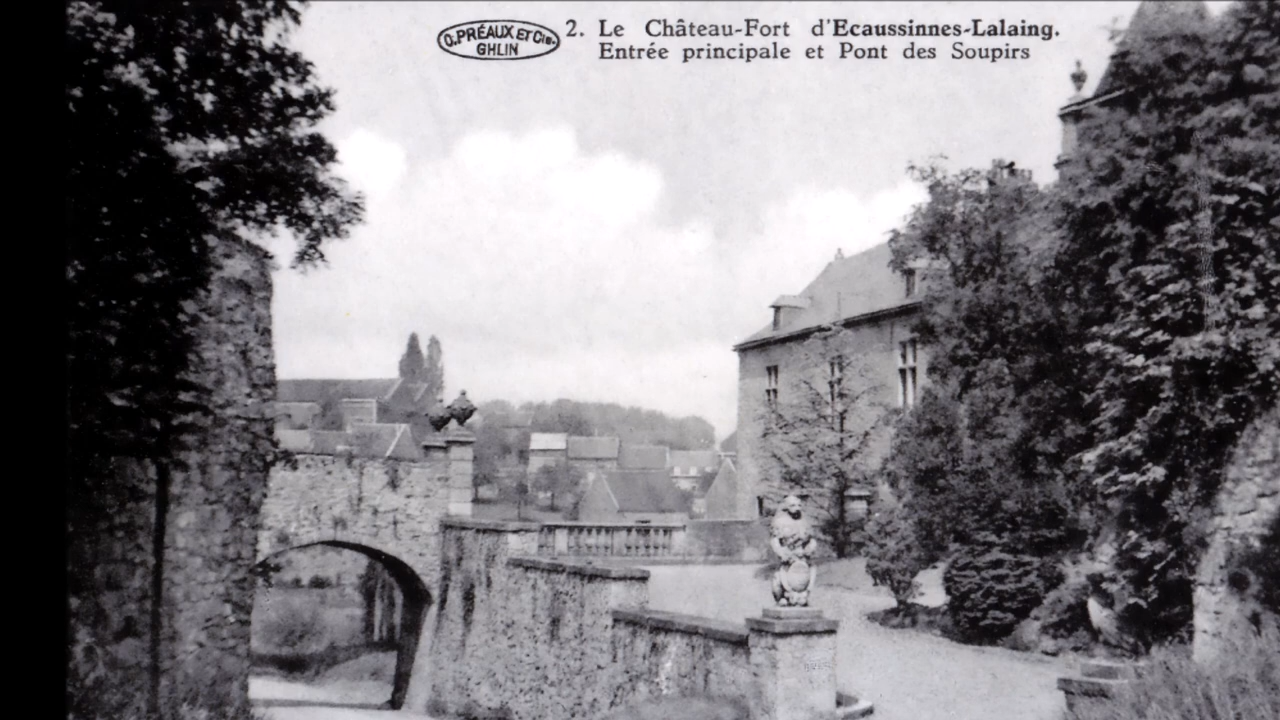 O. PRÉAUX ET Cie.
GHLIN
2. Le Château-Fort d'Ecaussinnes-Lalaing.
Entrée principale et Pont des Soupirs